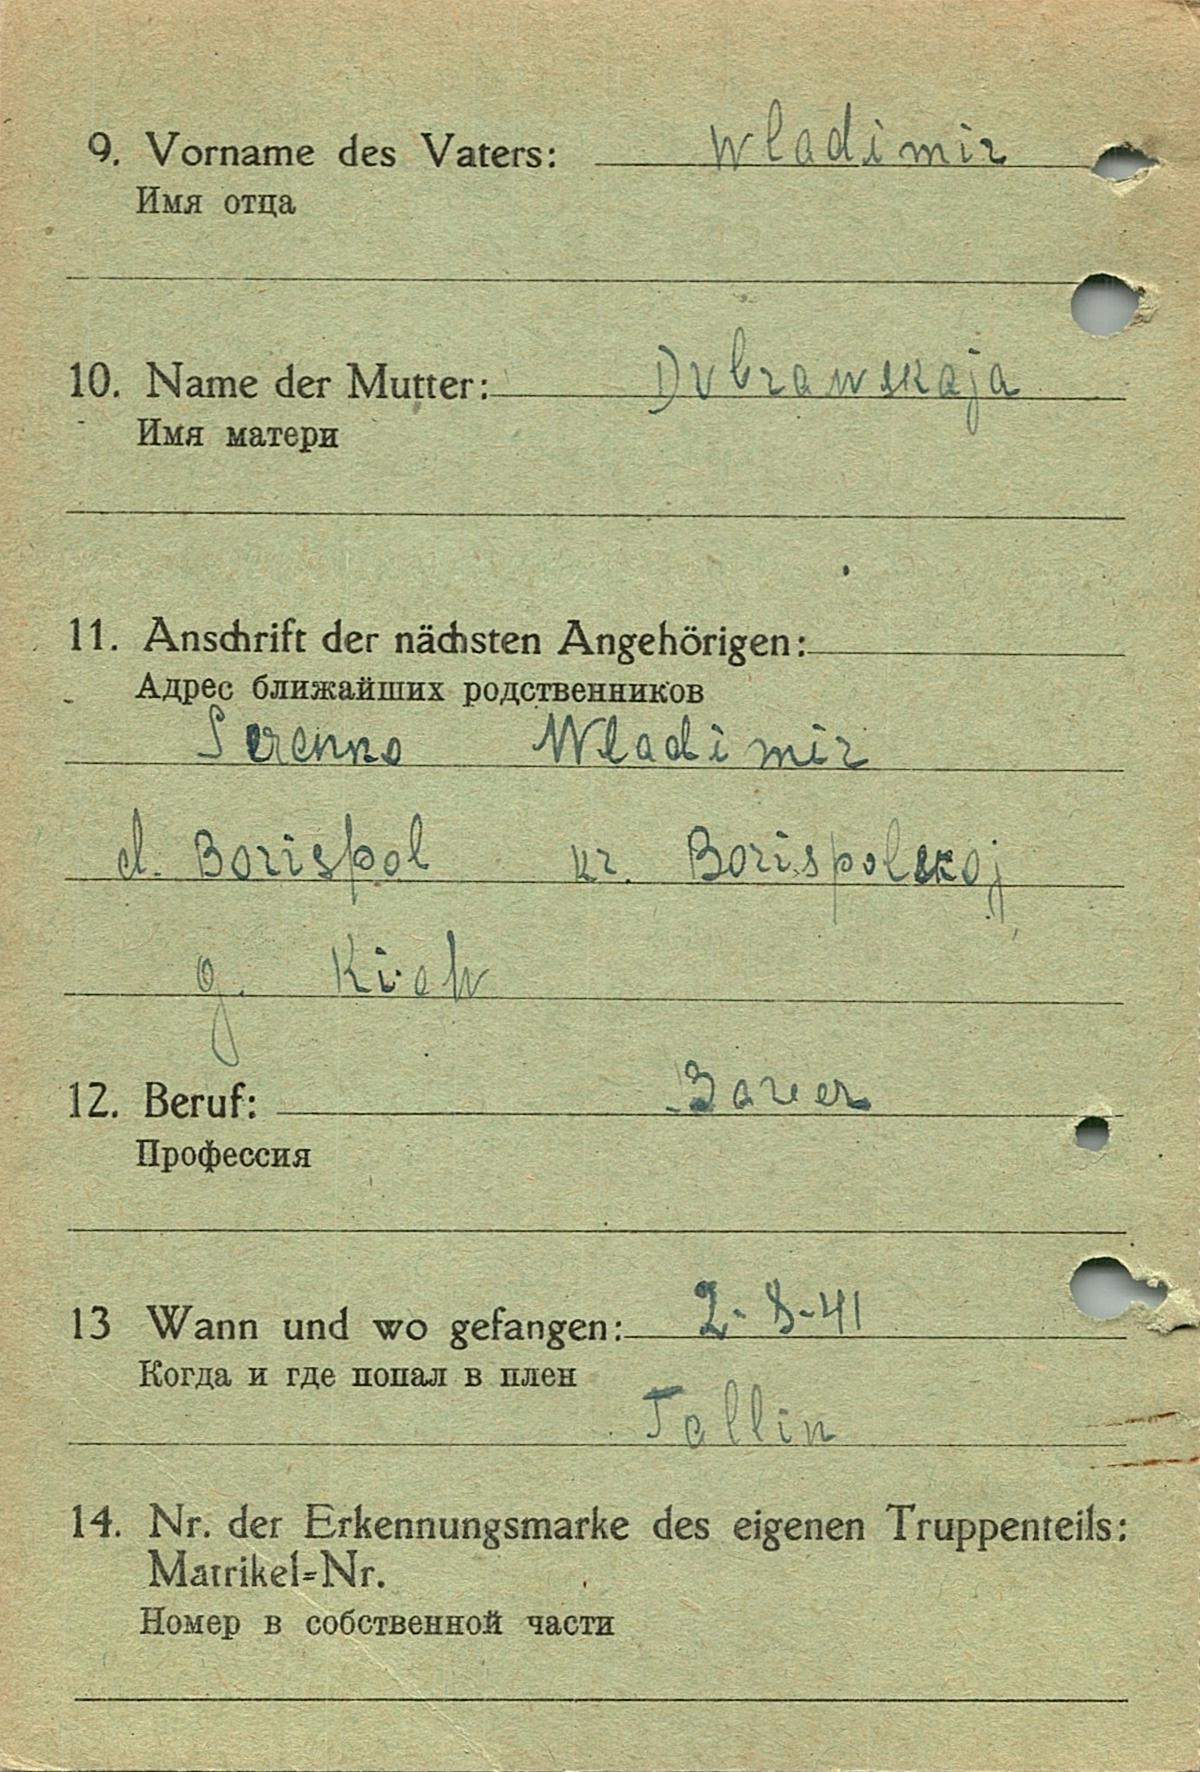 9. Vorname des Vaters: Wladimir
Имя отца
10. Name der Mutter: Dubrawskaja
Имя матери
11. Anschrift der nächsten Angehörigen:
Адрес ближайших родственников
Wladimir
d. Borispol kr. Borispolskoj
g. Kiew
12. Beruf: Bauer
Профессия
13 Wann und wo gefangen: 2-8-41
Когда и где попал в плен
Tallin
14. Nr. der Erkennungsmarke des eigenen Truppenteils:
Matrikel=Nr.
Номер в собственной части